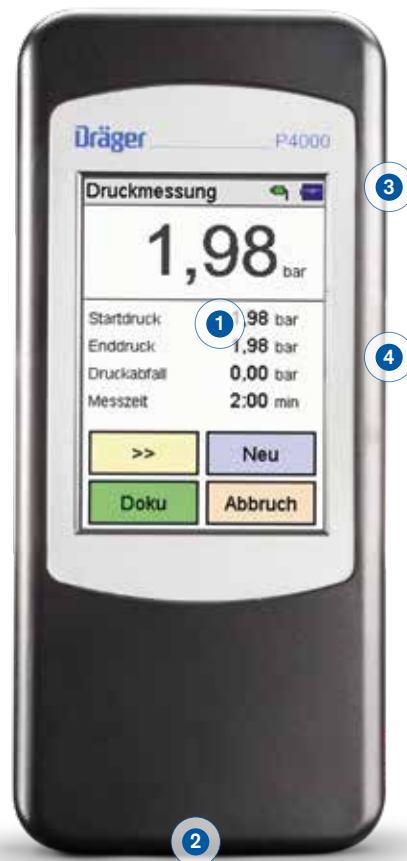 Dräger P4000
Druckmessung
1,98 bar
Startdruck 1,98 bar
Enddruck 1,98 bar
Druckabfall 0,00 bar
Messzeit 2:00 min
>> Neu
Doku Abbruch
1
2
3
4